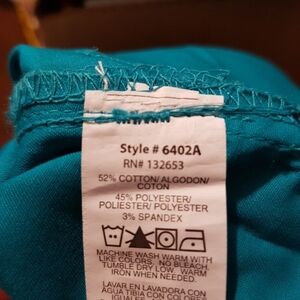 Style # 6402A
RN# 132653
52% COTTON/ ALGODON/
COTON
45% POLYESTER/
POLIESTER/ POLYESTER
3% SPANDEX
MACHINE WASH WARM WITH
LIKE COLORS. NO BLEACH.
TUMBLE DRY LOW. WARM
IRON WHEN NEEDED.
LAVAR EN LAVADORA CON
AGUA TIBIA CON COLORES